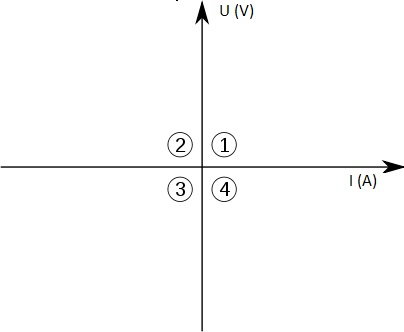 U (V)
② ①
③ ④
I (A)